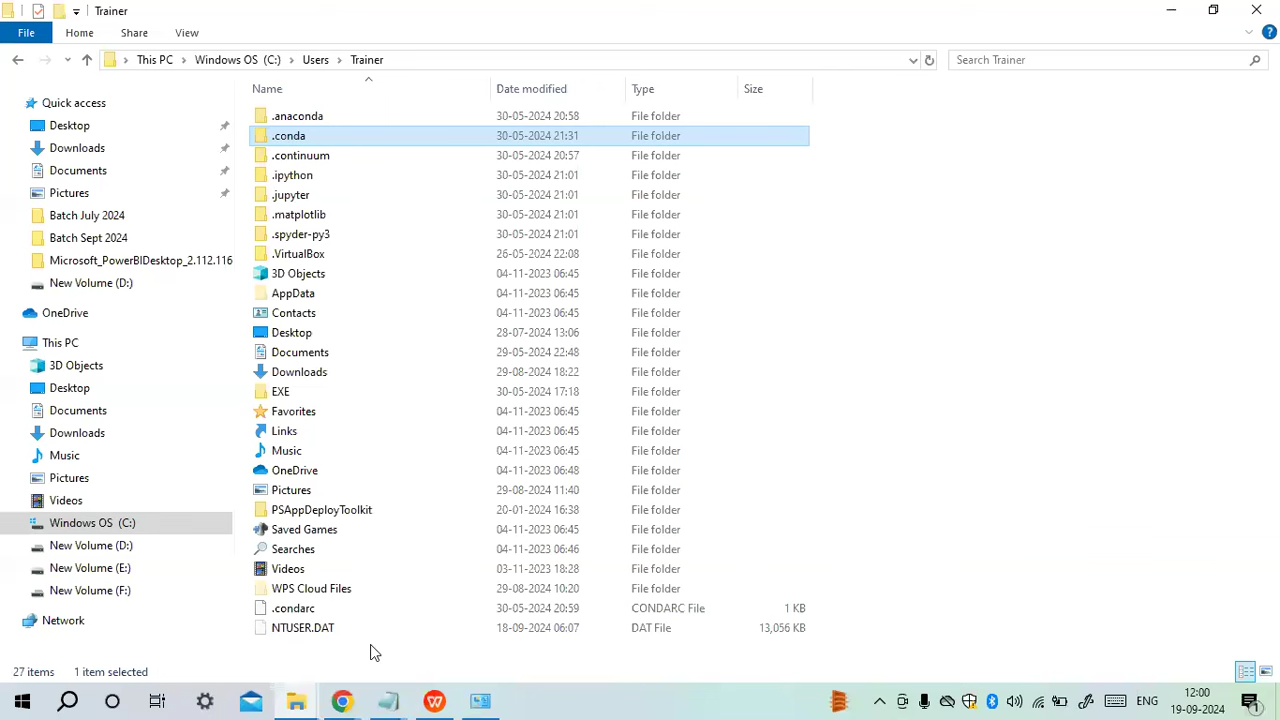 Trainer
File Home Share View
This PC Windows OS (C:) Users Trainer Search Trainer
Name Date modified Type Size
Quick access
Desktop
Downloads
Documents
Pictures
Batch July 2024
Batch Sept 2024
Microsoft_PowerBIDesktop_2.112.116
New Volume (D:)
OneDrive
This PC
3D Objects
Desktop
Documents
Downloads
Music
Pictures
Videos
Windows OS (C:)
New Volume (D:)
New Volume (E:)
New Volume (F:)
Network
.anaconda 30-05-2024 20:58 File folder
.conda 30-05-2024 21:31 File folder
.continuum 30-05-2024 20:57 File folder
.ipython 30-05-2024 21:01 File folder
.jupyter 30-05-2024 21:01 File folder
.matplotlib 30-05-2024 21:01 File folder
.spyder-py3 30-05-2024 21:01 File folder
.VirtualBox 26-05-2024 22:08 File folder
3D Objects 04-11-2023 06:45 File folder
AppData 04-11-2023 06:45 File folder
Contacts 04-11-2023 06:45 File folder
Desktop 28-07-2024 13:06 File folder
Documents 29-05-2024 22:48 File folder
Downloads 29-08-2024 18:22 File folder
EXE 30-05-2024 17:18 File folder
Favorites 04-11-2023 06:45 File folder
Links 04-11-2023 06:45 File folder
Music 04-11-2023 06:45 File folder
OneDrive 04-11-2023 06:48 File folder
Pictures 29-08-2024 11:40 File folder
PSAppDeployToolkit 20-01-2024 16:38 File folder
Saved Games 04-11-2023 06:45 File folder
Searches 04-11-2023 06:46 File folder
Videos 03-11-2023 18:28 File folder
WPS Cloud Files 29-08-2024 10:20 File folder
.condarc 30-05-2024 20:59 CONDARC File 1 KB
NTUSER.DAT 18-09-2024 06:07 DAT File 13,056 KB
27 items 1 item selected
ENG
12:00
19-09-2024